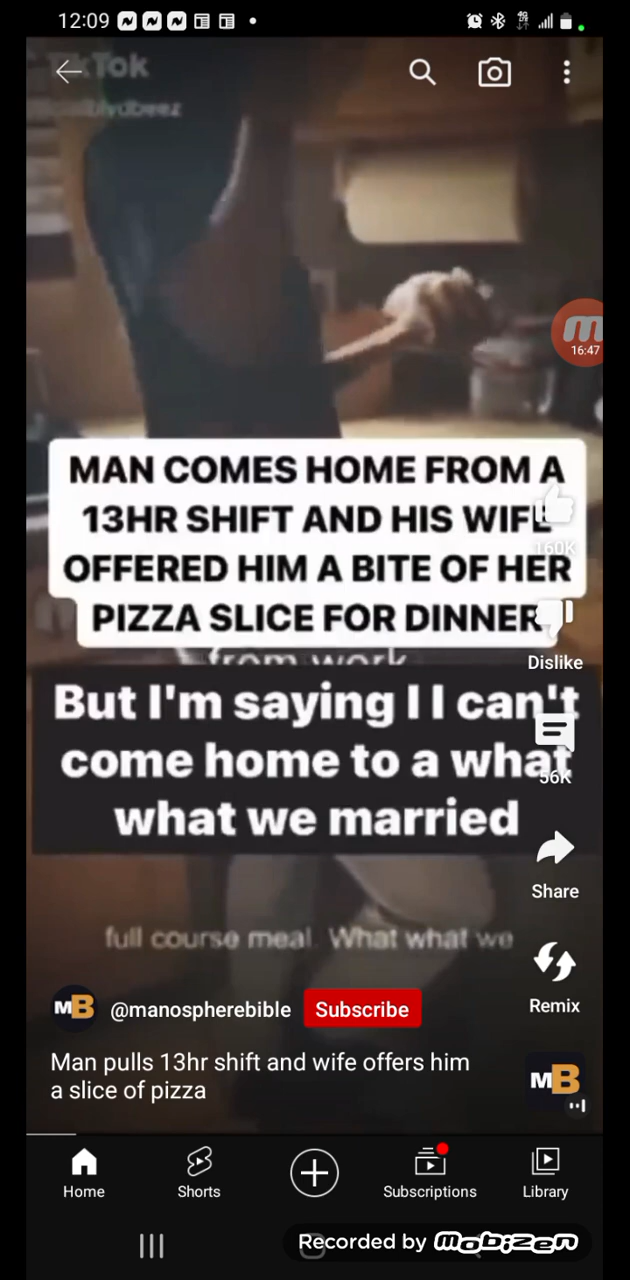 12:09
TikTok
16:47
MAN COMES HOME FROM A
13HR SHIFT AND HIS WIFE
OFFERED HIM A BITE OF HER
PIZZA SLICE FOR DINNER
160K
from work
Dislike
But I'm saying I I can't
come home to a what
what we married
56K
Share
full course meal. What what we
Remix
MB @manospherebible Subscribe
Man pulls 13hr shift and wife offers him
a slice of pizza
MB
Home Shorts Subscriptions Library
Recorded by mobizen